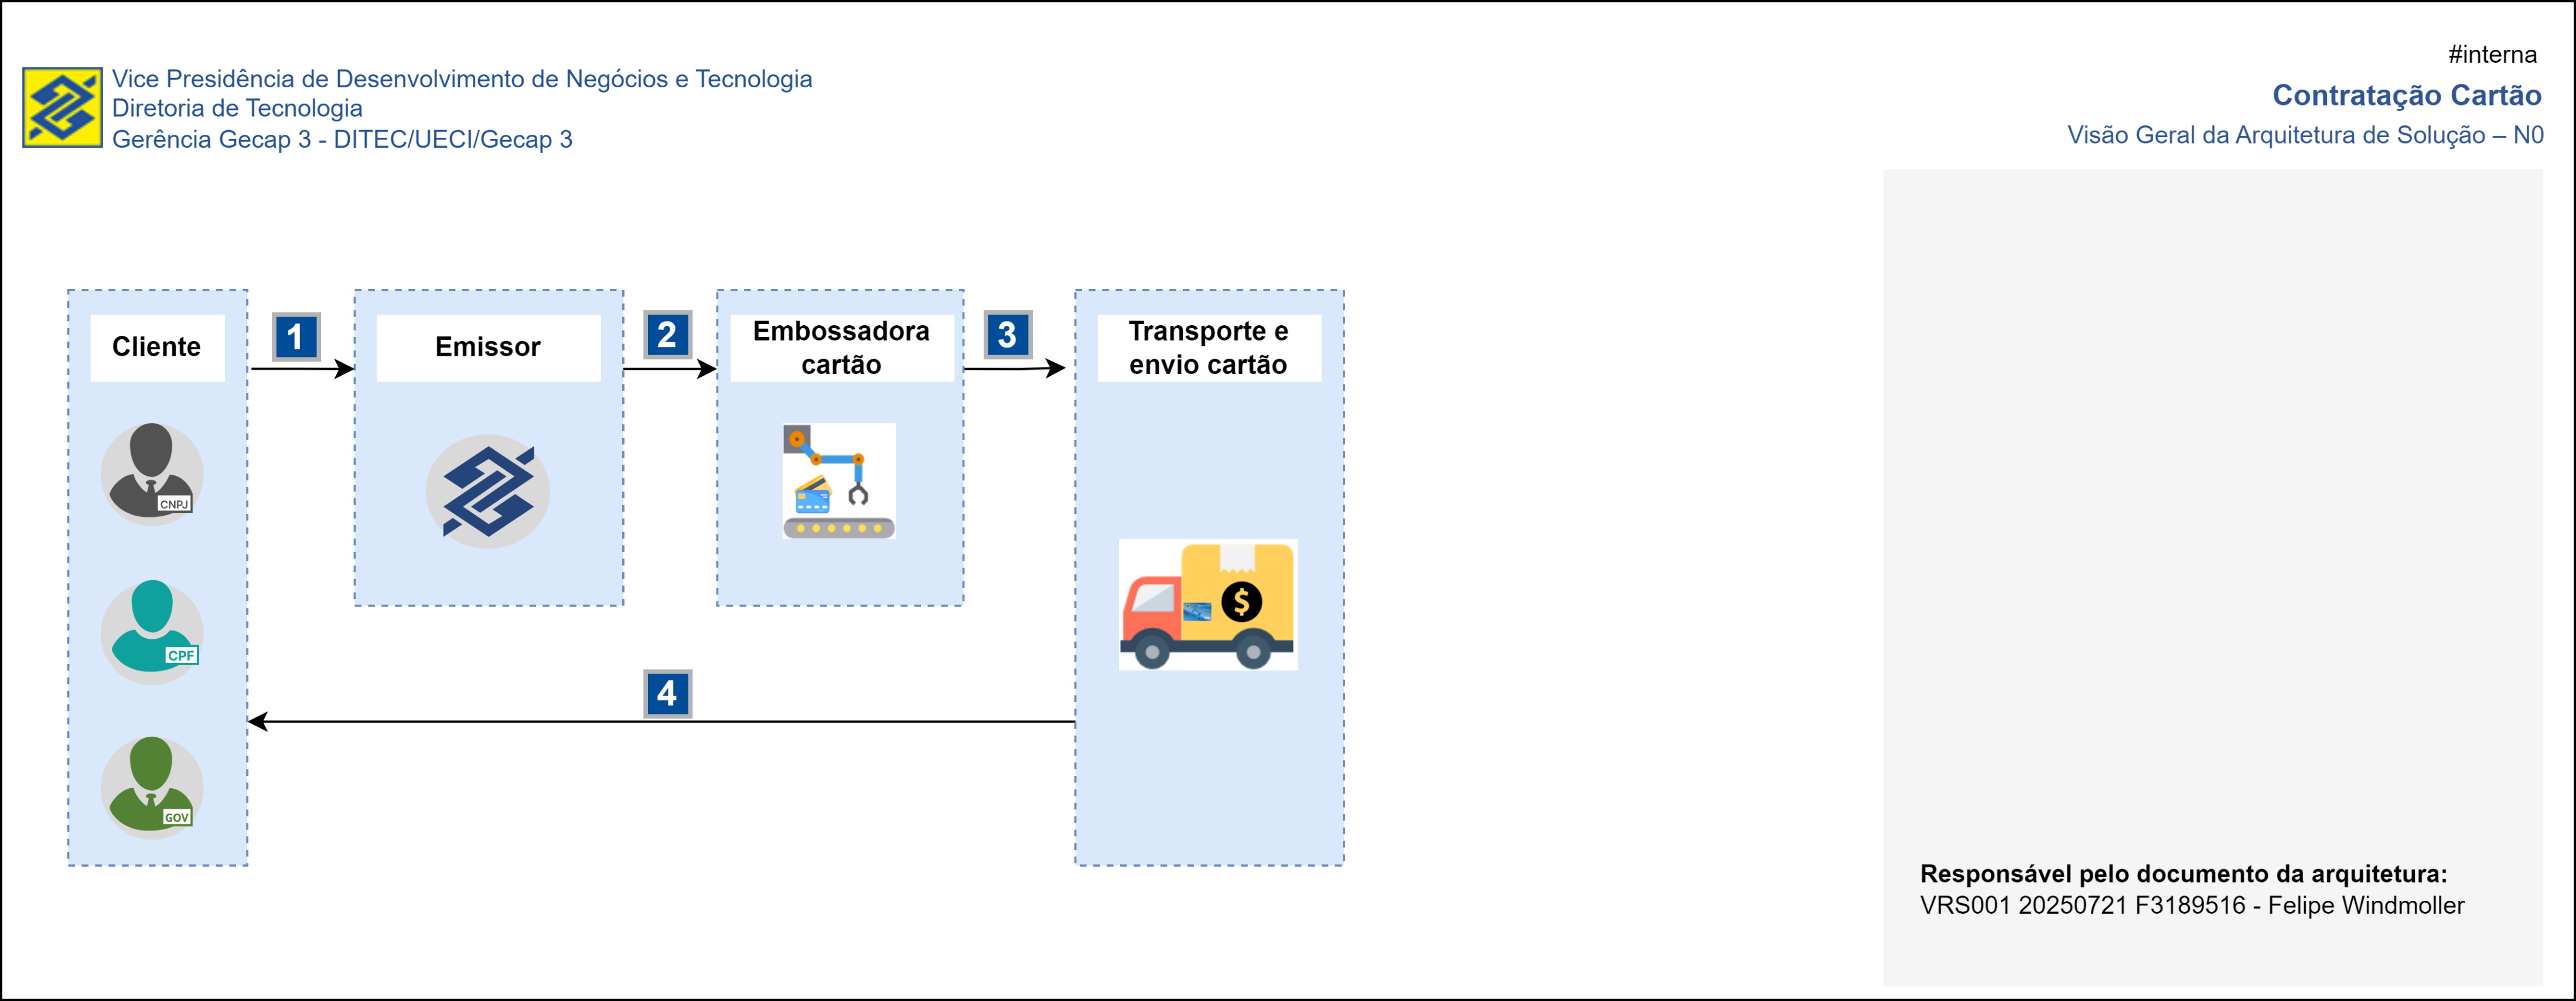 #interna
Vice Presidência de Desenvolvimento de Negócios e Tecnologia
Diretoria de Tecnologia
Gerência Gecap 3 - DITEC/UECI/Gecap 3
Contratação Cartão
Visão Geral da Arquitetura de Solução – N0
Cliente
1
Emissor
2
Embossadora
cartão
3
Transporte e
envio cartão
CNPJ
CPF
GOV
$
4
Responsável pelo documento da arquitetura:
VRS001 20250721 F3189516 - Felipe Windmoller